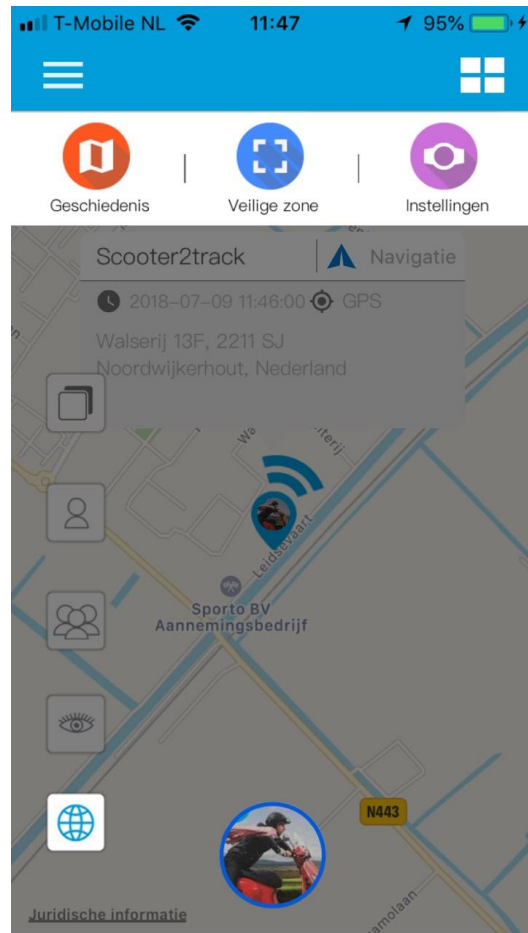 T-Mobile NL 11:47 95%
Geschiedenis | Veilige zone | Instellingen
Scooter2track
Navigatie
2018-07-09 11:46:00 GPS
Walserij 13F, 2211 SJ
Noordwijkerhout, Nederland
Leidsevaart
Sporto BV
Aannemingsbedrijf
N443
Juridische informatie